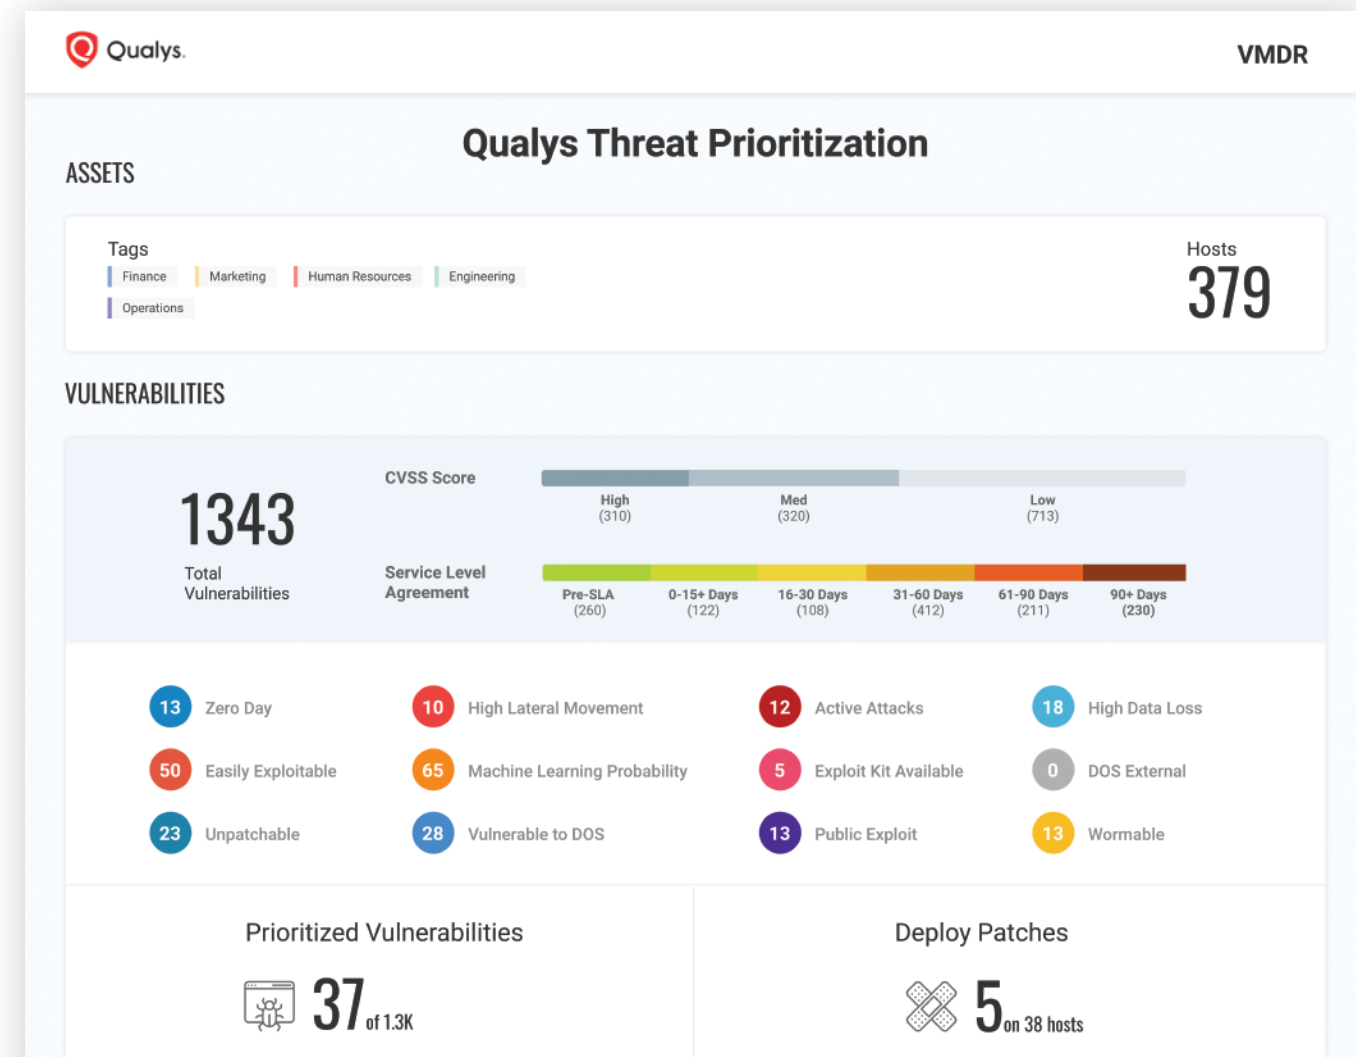 Qualys.
VMDR
Qualys Threat Prioritization
ASSETS
Tags
Finance Marketing Human Resources Engineering
Operations
Hosts
379
VULNERABILITIES
1343
Total
Vulnerabilities
CVSS Score
High Med Low
(310) (320) (713)
Service Level
Agreement
Pre-SLA 0-15+ Days 16-30 Days 31-60 Days 61-90 Days 90+ Days
(260) (122) (108) (412) (211) (230)
13 Zero Day 10 High Lateral Movement 12 Active Attacks 18 High Data Loss
50 Easily Exploitable 65 Machine Learning Probability 5 Exploit Kit Available 0 DOS External
23 Unpatchable 28 Vulnerable to DOS 13 Public Exploit 13 Wormable
Prioritized Vulnerabilities
37 of 1.3K
Deploy Patches
5 on 38 hosts